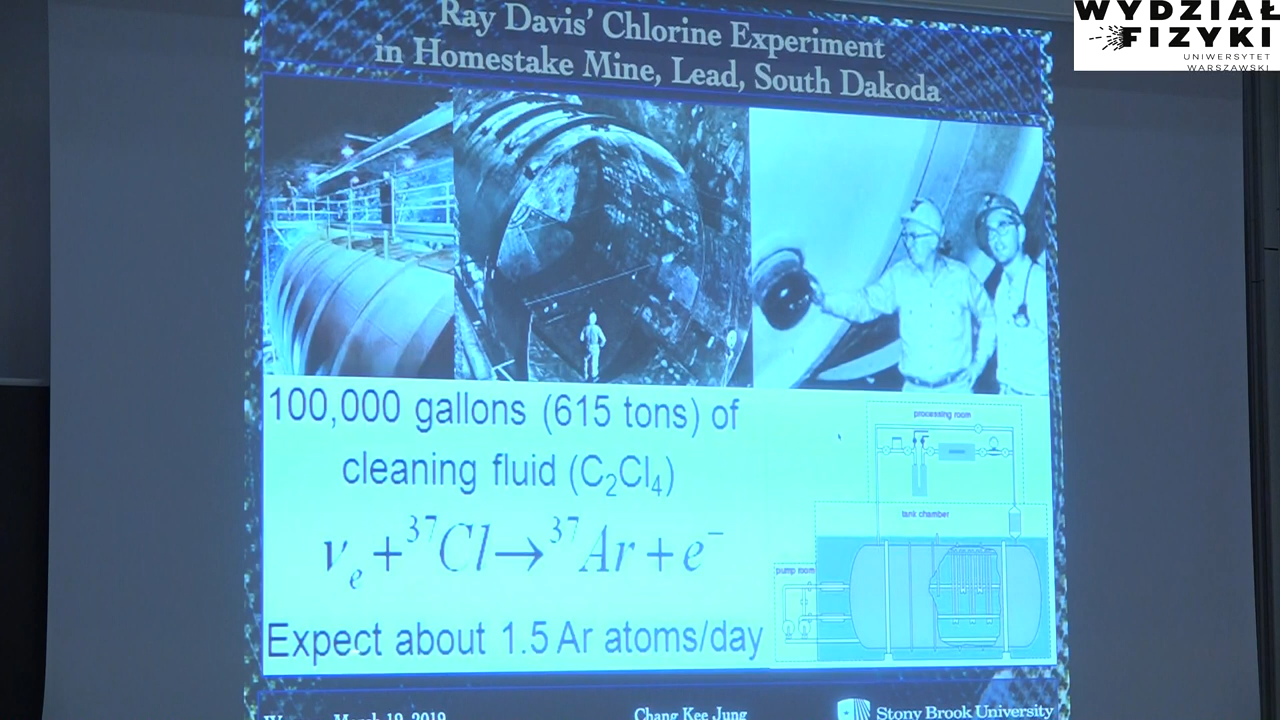 WYDZIAŁ
FIZYKI
UNIWERSYTET
WARSZAWSKI
Ray Davis' Chlorine Experiment
in Homestake Mine, Lead, South Dakoda
100,000 gallons (615 tons) of
cleaning fluid (C₂Cl₄)
νₑ + ³⁷Cl → ³⁷Ar + e⁻
Expect about 1.5 Ar atoms/day
processing room
tank chamber
pump room
March 19, 2019
Chang Kee Jung
Stony Brook University